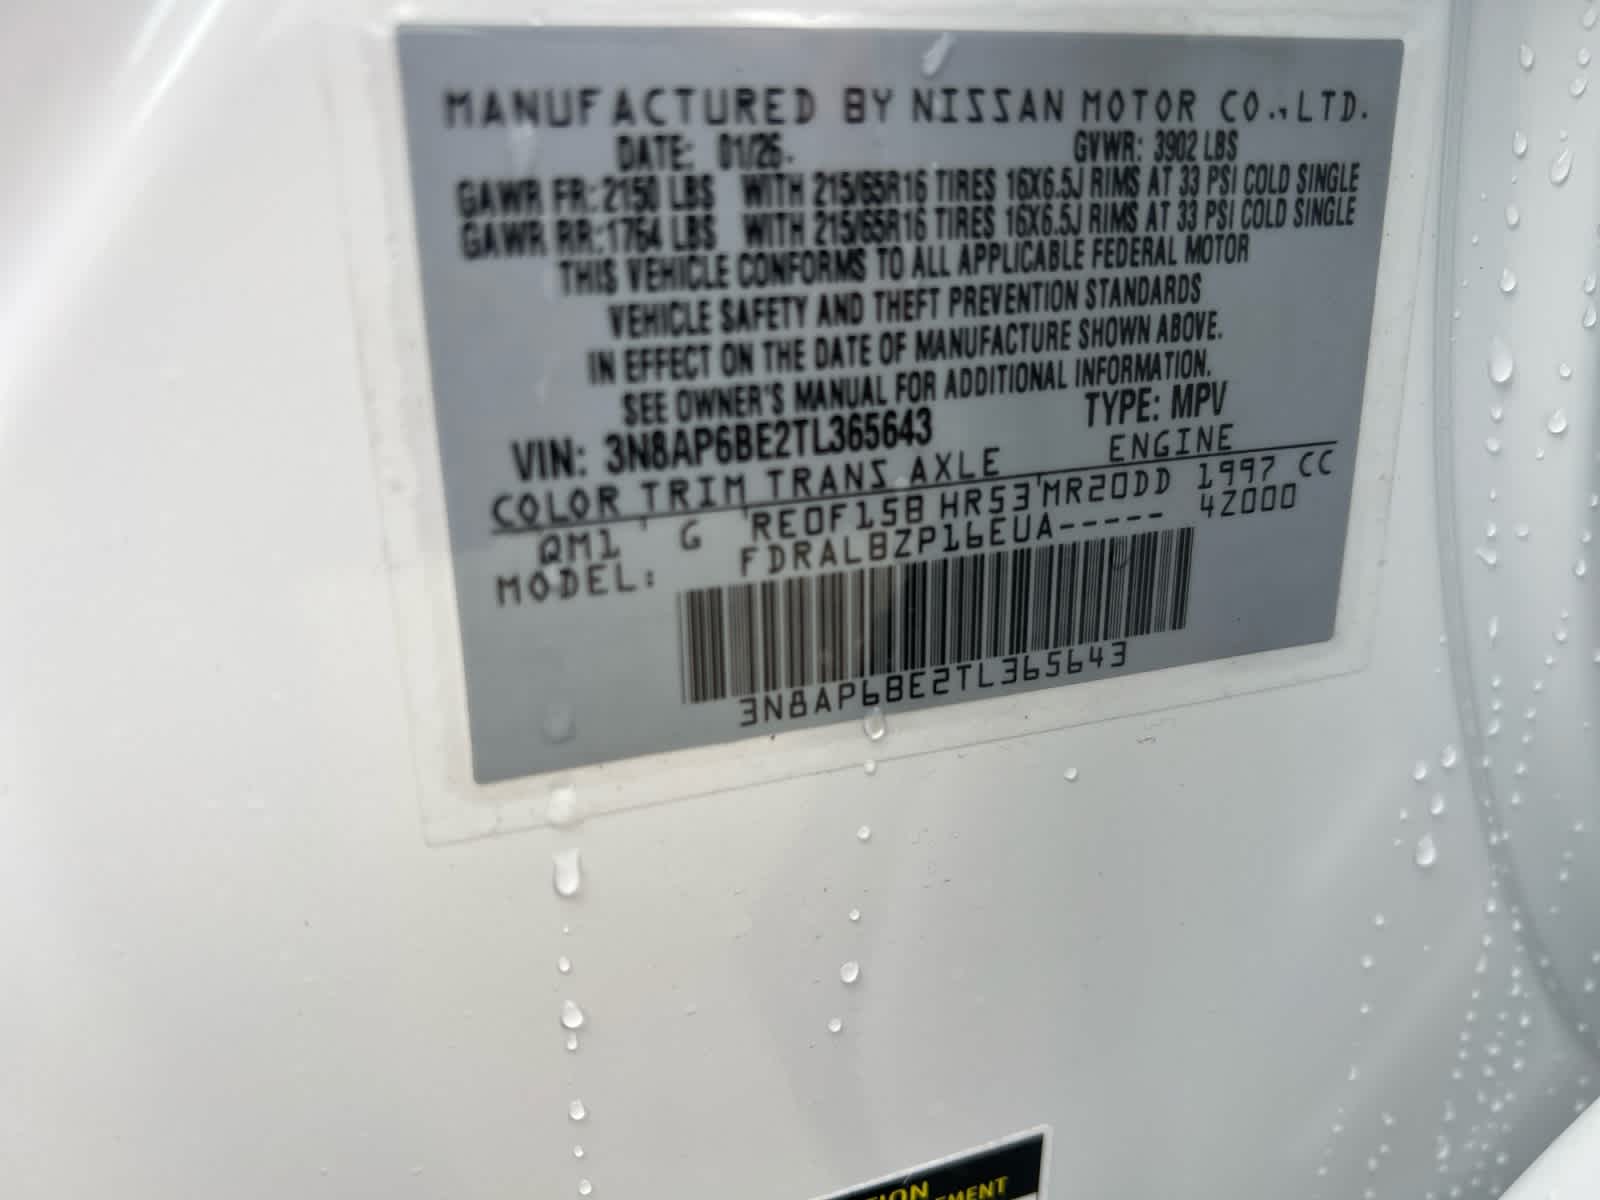 MANUFACTURED BY NISSAN MOTOR CO., LTD.
DATE: 01/26 GVWR: 3902 LBS
GAWR FR: 2150 LBS WITH 215/65R16 TIRES 16X6.5J RIMS AT 33 PSI COLD SINGLE
GAWR RR: 1764 LBS WITH 215/65R16 TIRES 16X6.5J RIMS AT 33 PSI COLD SINGLE
THIS VEHICLE CONFORMS TO ALL APPLICABLE FEDERAL MOTOR
VEHICLE SAFETY AND THEFT PREVENTION STANDARDS
IN EFFECT ON THE DATE OF MANUFACTURE SHOWN ABOVE.
SEE OWNER'S MANUAL FOR ADDITIONAL INFORMATION.
VIN: 3N8AP6BE2TL365643 TYPE: MPV
COLOR TRIM TRANS AXLE ENGINE
QM1 G RE0F15B HR53 MR20DD 1997 CC
MODEL: FDRALBZP16EUA----- 4Z000
3N8AP6BE2TL365643